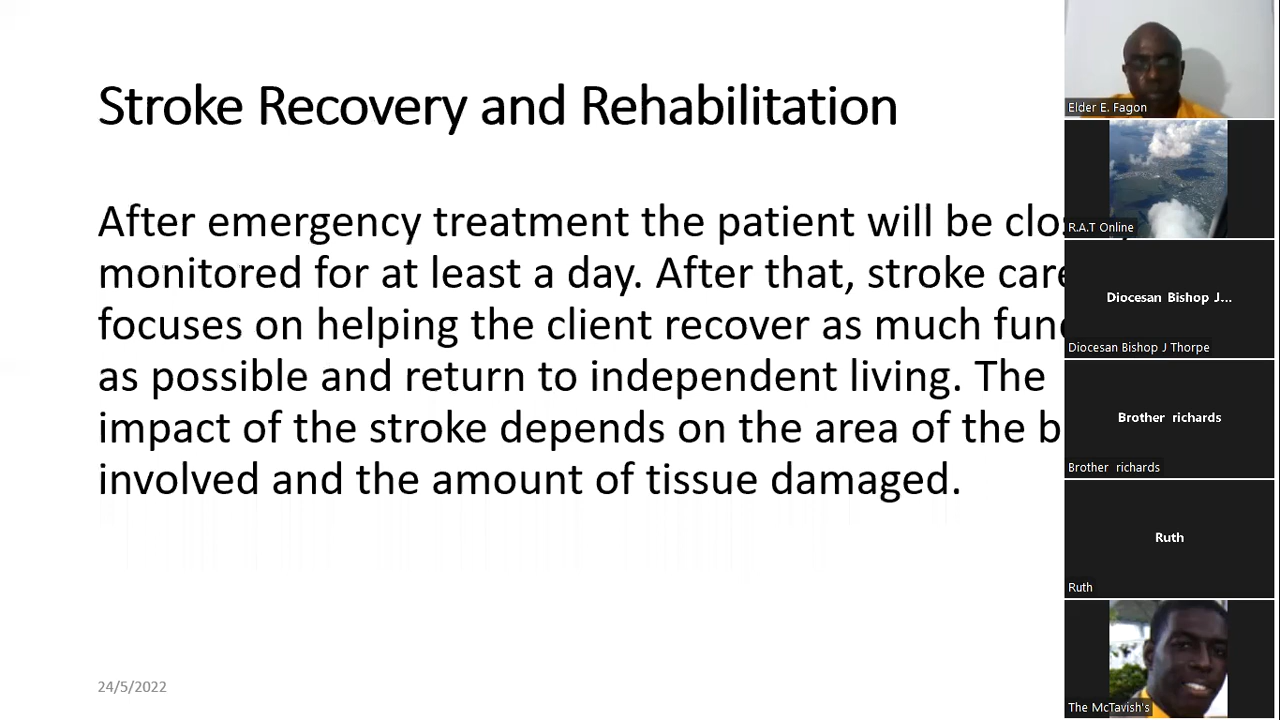 Stroke Recovery and Rehabilitation
After emergency treatment the patient will be clos
monitored for at least a day. After that, stroke care
focuses on helping the client recover as much func
as possible and return to independent living. The
impact of the stroke depends on the area of the b
involved and the amount of tissue damaged.
24/5/2022
Elder E. Fagon
R.A.T Online
Diocesan Bishop J...
Diocesan Bishop J Thorpe
Brother richards
Brother richards
Ruth
Ruth
The McTavish's